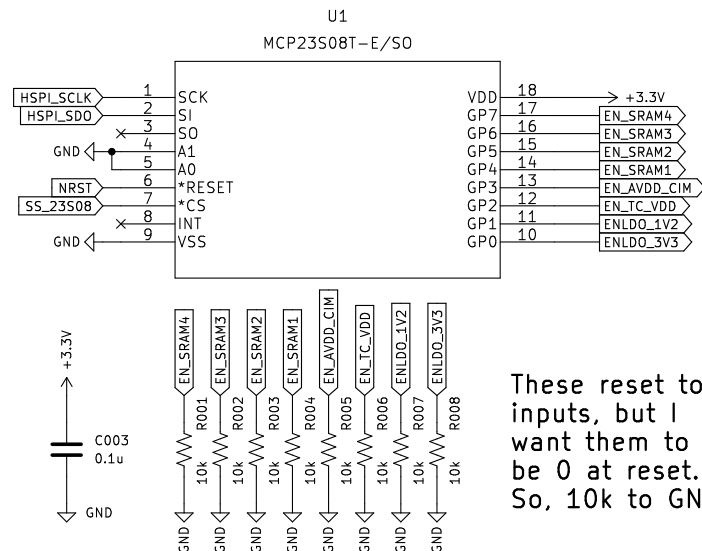 U1
MCP23S08T-E/SO
HSPI_SCLK 1 SCK VDD 18 +3.3V
HSPI_SDO 2 SI GP7 17 EN_SRAM4
3 SO GP6 16 EN_SRAM3
GND 4 A1 GP5 15 EN_SRAM2
5 A0 GP4 14 EN_SRAM1
NRST 6 *RESET GP3 13 EN_AVDD_CIM
SS_23S08 7 *CS GP2 12 EN_TC_VDD
8 INT GP1 11 ENLDO_1V2
GND 9 VSS GP0 10 ENLDO_3V3
+3.3V
C003
0.1u
GND
EN_SRAM4 R001 10k GND
EN_SRAM3 R002 10k GND
EN_SRAM2 R003 10k GND
EN_SRAM1 R004 10k GND
EN_AVDD_CIM R005 10k GND
EN_TC_VDD R006 10k GND
ENLDO_1V2 R007 10k GND
ENLDO_3V3 R008 10k GND
These reset to
inputs, but I
want them to
be 0 at reset.
So, 10k to GN